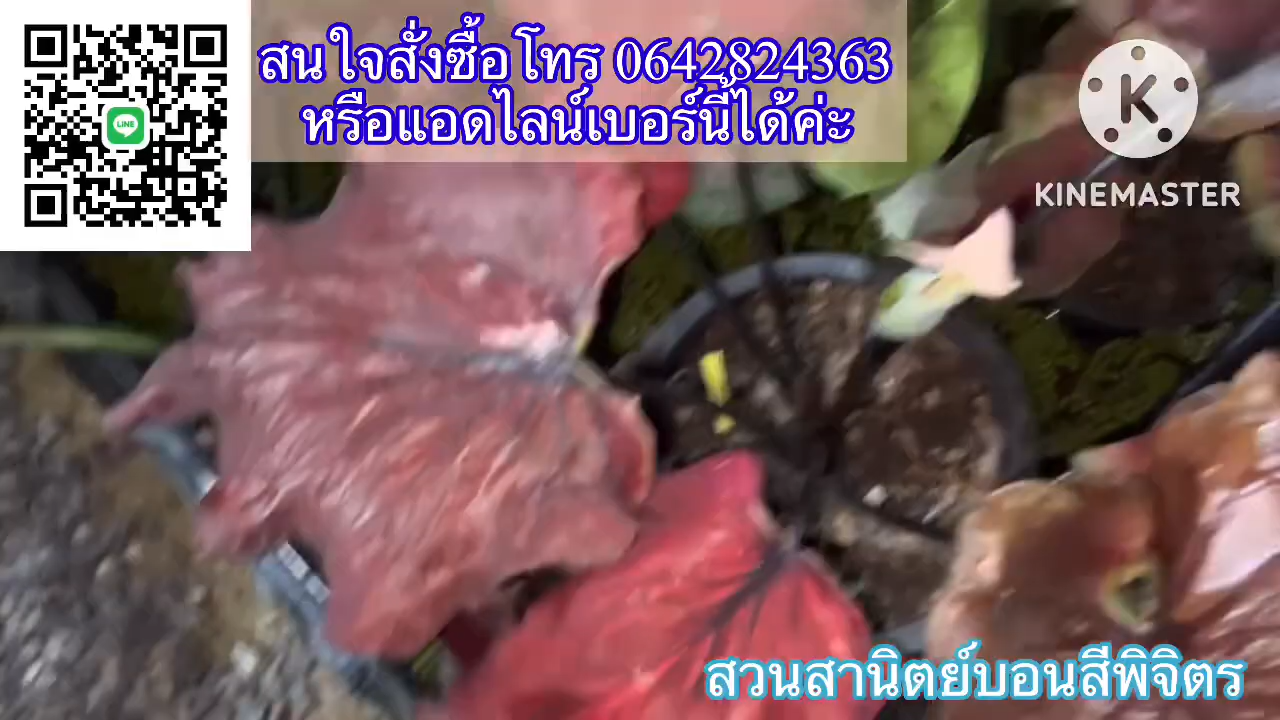 สนใจสั่งซื้อโทร 0642824363
หรือแอดไลน์เบอร์นี้ได้ค่ะ
LINE
K
KINEMASTER
สวนสานิตย์บอนสีพิจิตร